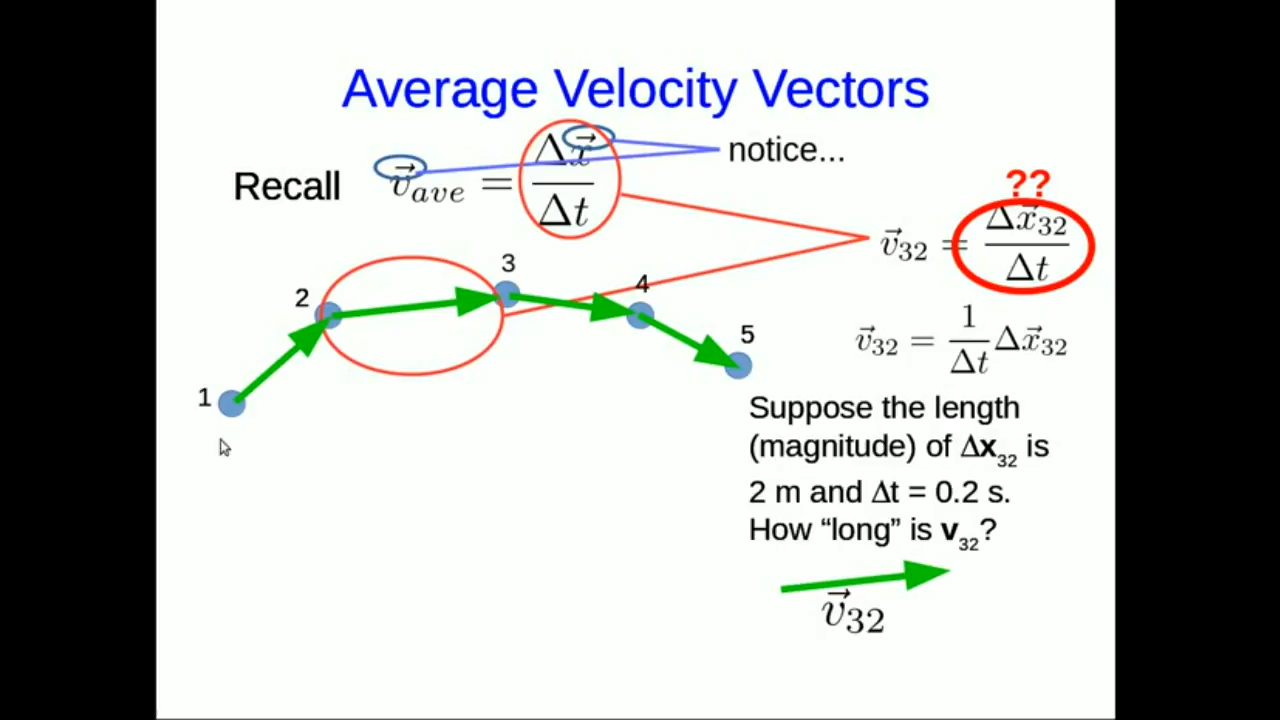 Average Velocity Vectors
Recall
v⃗ave = Δx⃗ / Δt
notice...
??
v⃗32 = Δx⃗32 / Δt
v⃗32 = 1/Δt Δx⃗32
1
2
3
4
5
Suppose the length
(magnitude) of Δx32 is
2 m and Δt = 0.2 s.
How “long” is v32?
v⃗32